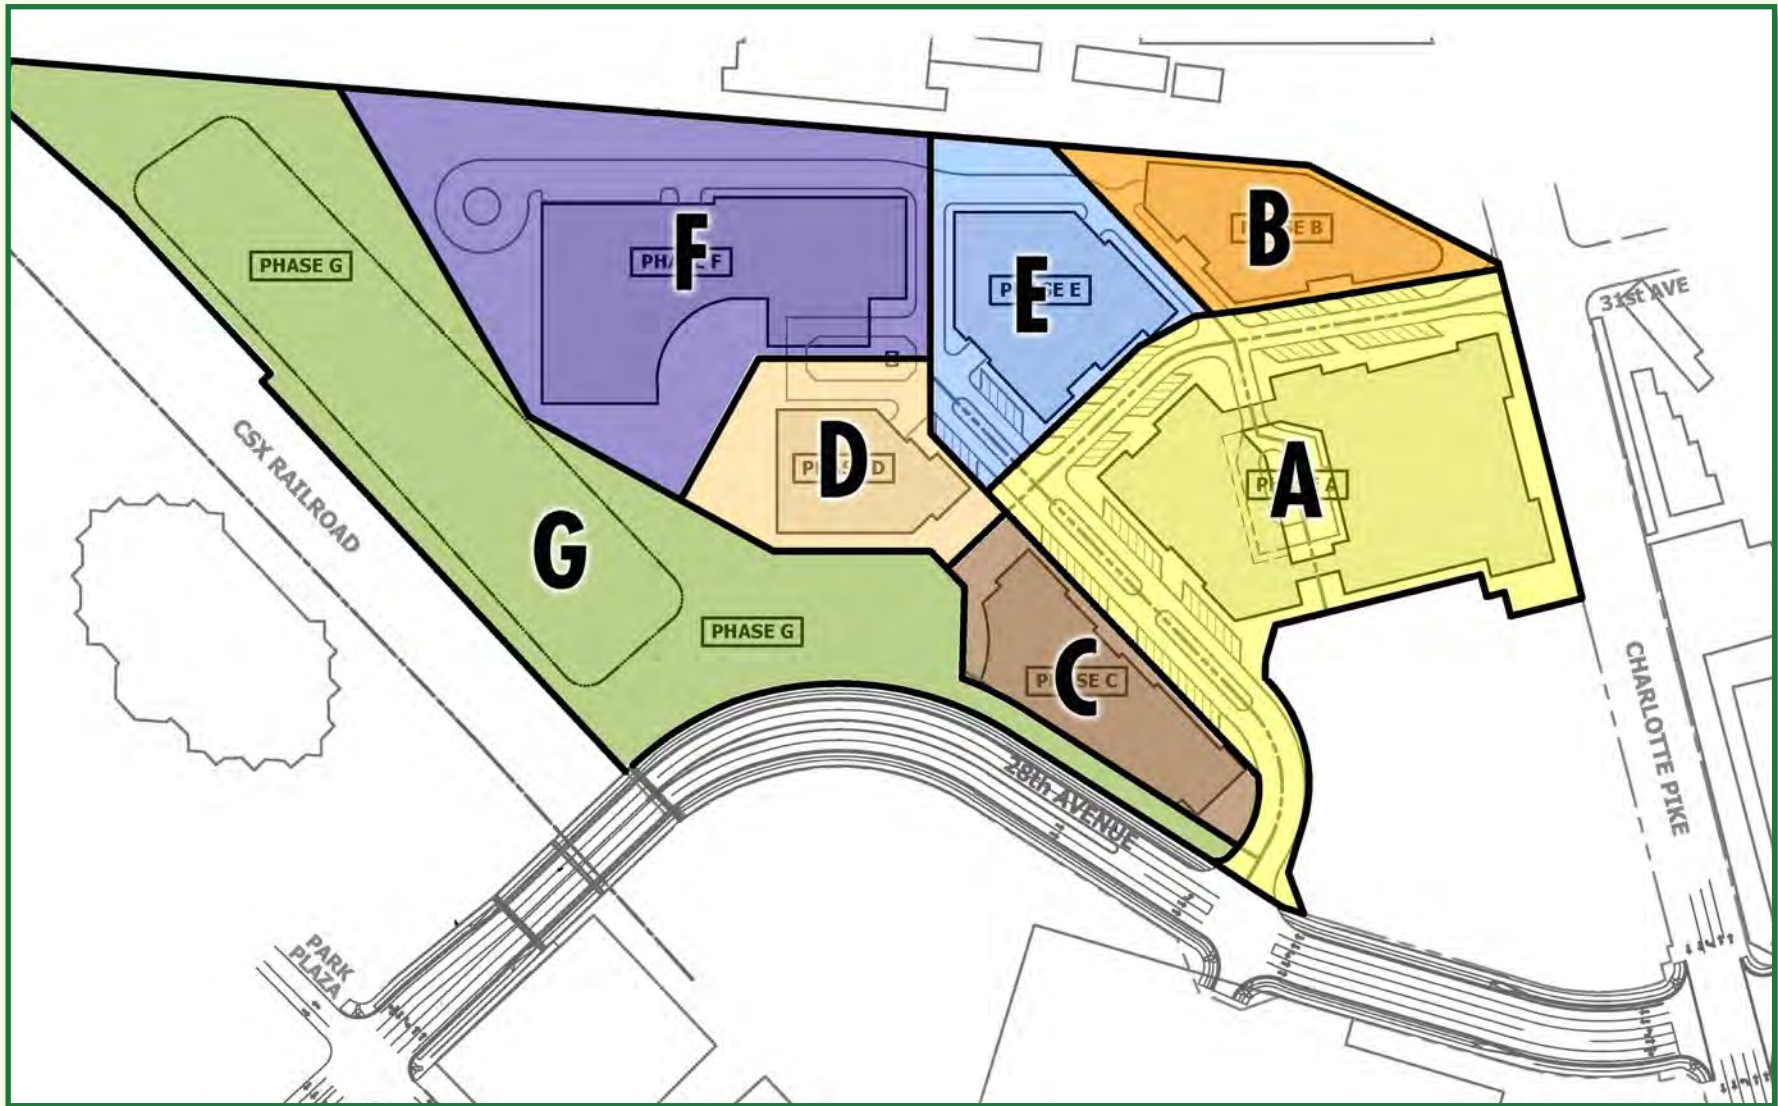 PHASE G
F
E
B
31st AVE
CSX RAILROAD
D
A
G
PHASE G
C
CHARLOTTE PIKE
28th AVENUE
PARK
PLAZA